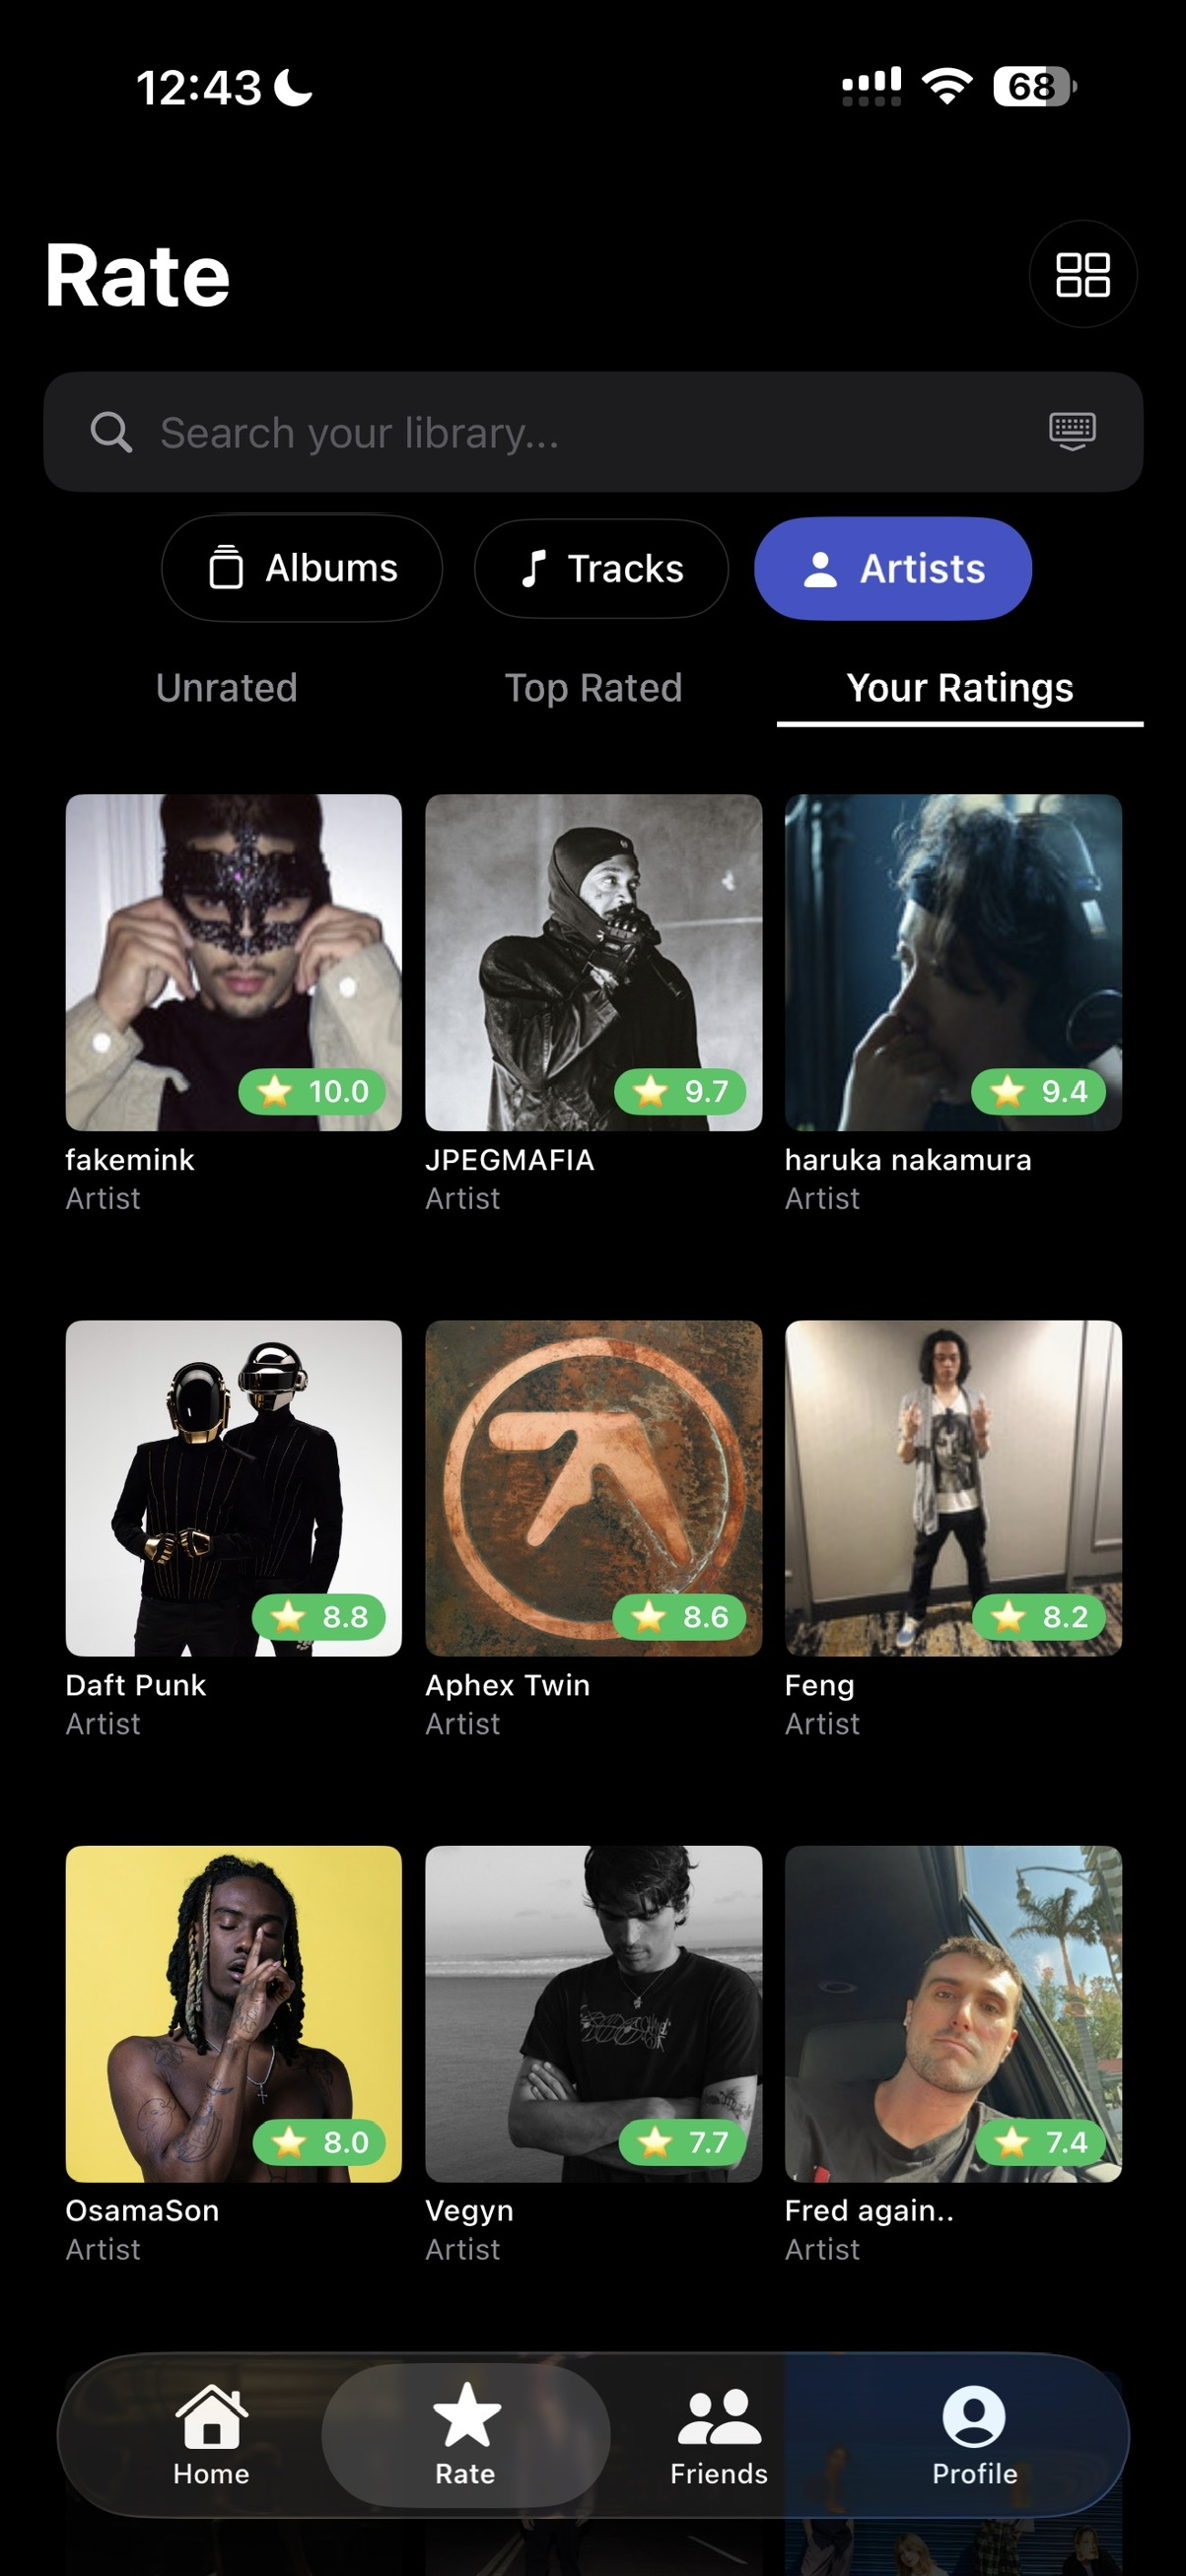 12:43
68
Rate
Search your library...
Albums
Tracks
Artists
Unrated
Top Rated
Your Ratings
10.0
9.7
9.4
fakemink
JPEGMAFIA
haruka nakamura
Artist
Artist
Artist
8.8
8.6
8.2
Daft Punk
Aphex Twin
Feng
Artist
Artist
Artist
8.0
7.7
7.4
OsamaSon
Vegyn
Fred again..
Artist
Artist
Artist
Home
Rate
Friends
Profile